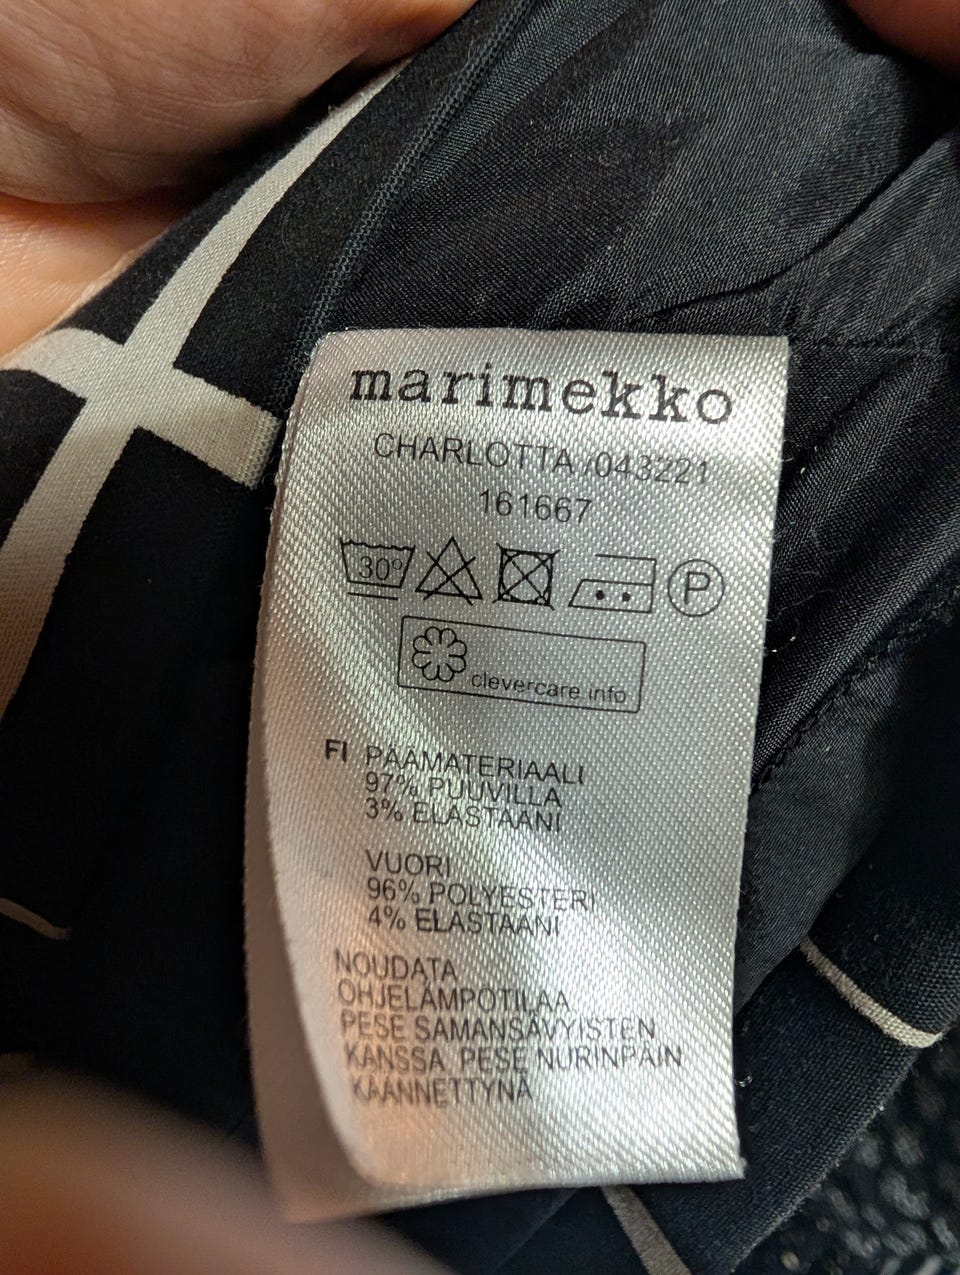 marimekko
CHARLOTTA /043221
161667
30°
P
clevercare.info
FI PÄÄMATERIAALI
97% PUUVILLA
3% ELASTAANI
VUORI
96% POLYESTERI
4% ELASTAANI
NOUDATA
OHJELÄMPÖTILAA
PESE SAMANSÄVYISTEN
KANSSA, PESE NURINPÄIN
KÄÄNNETTYNÄ